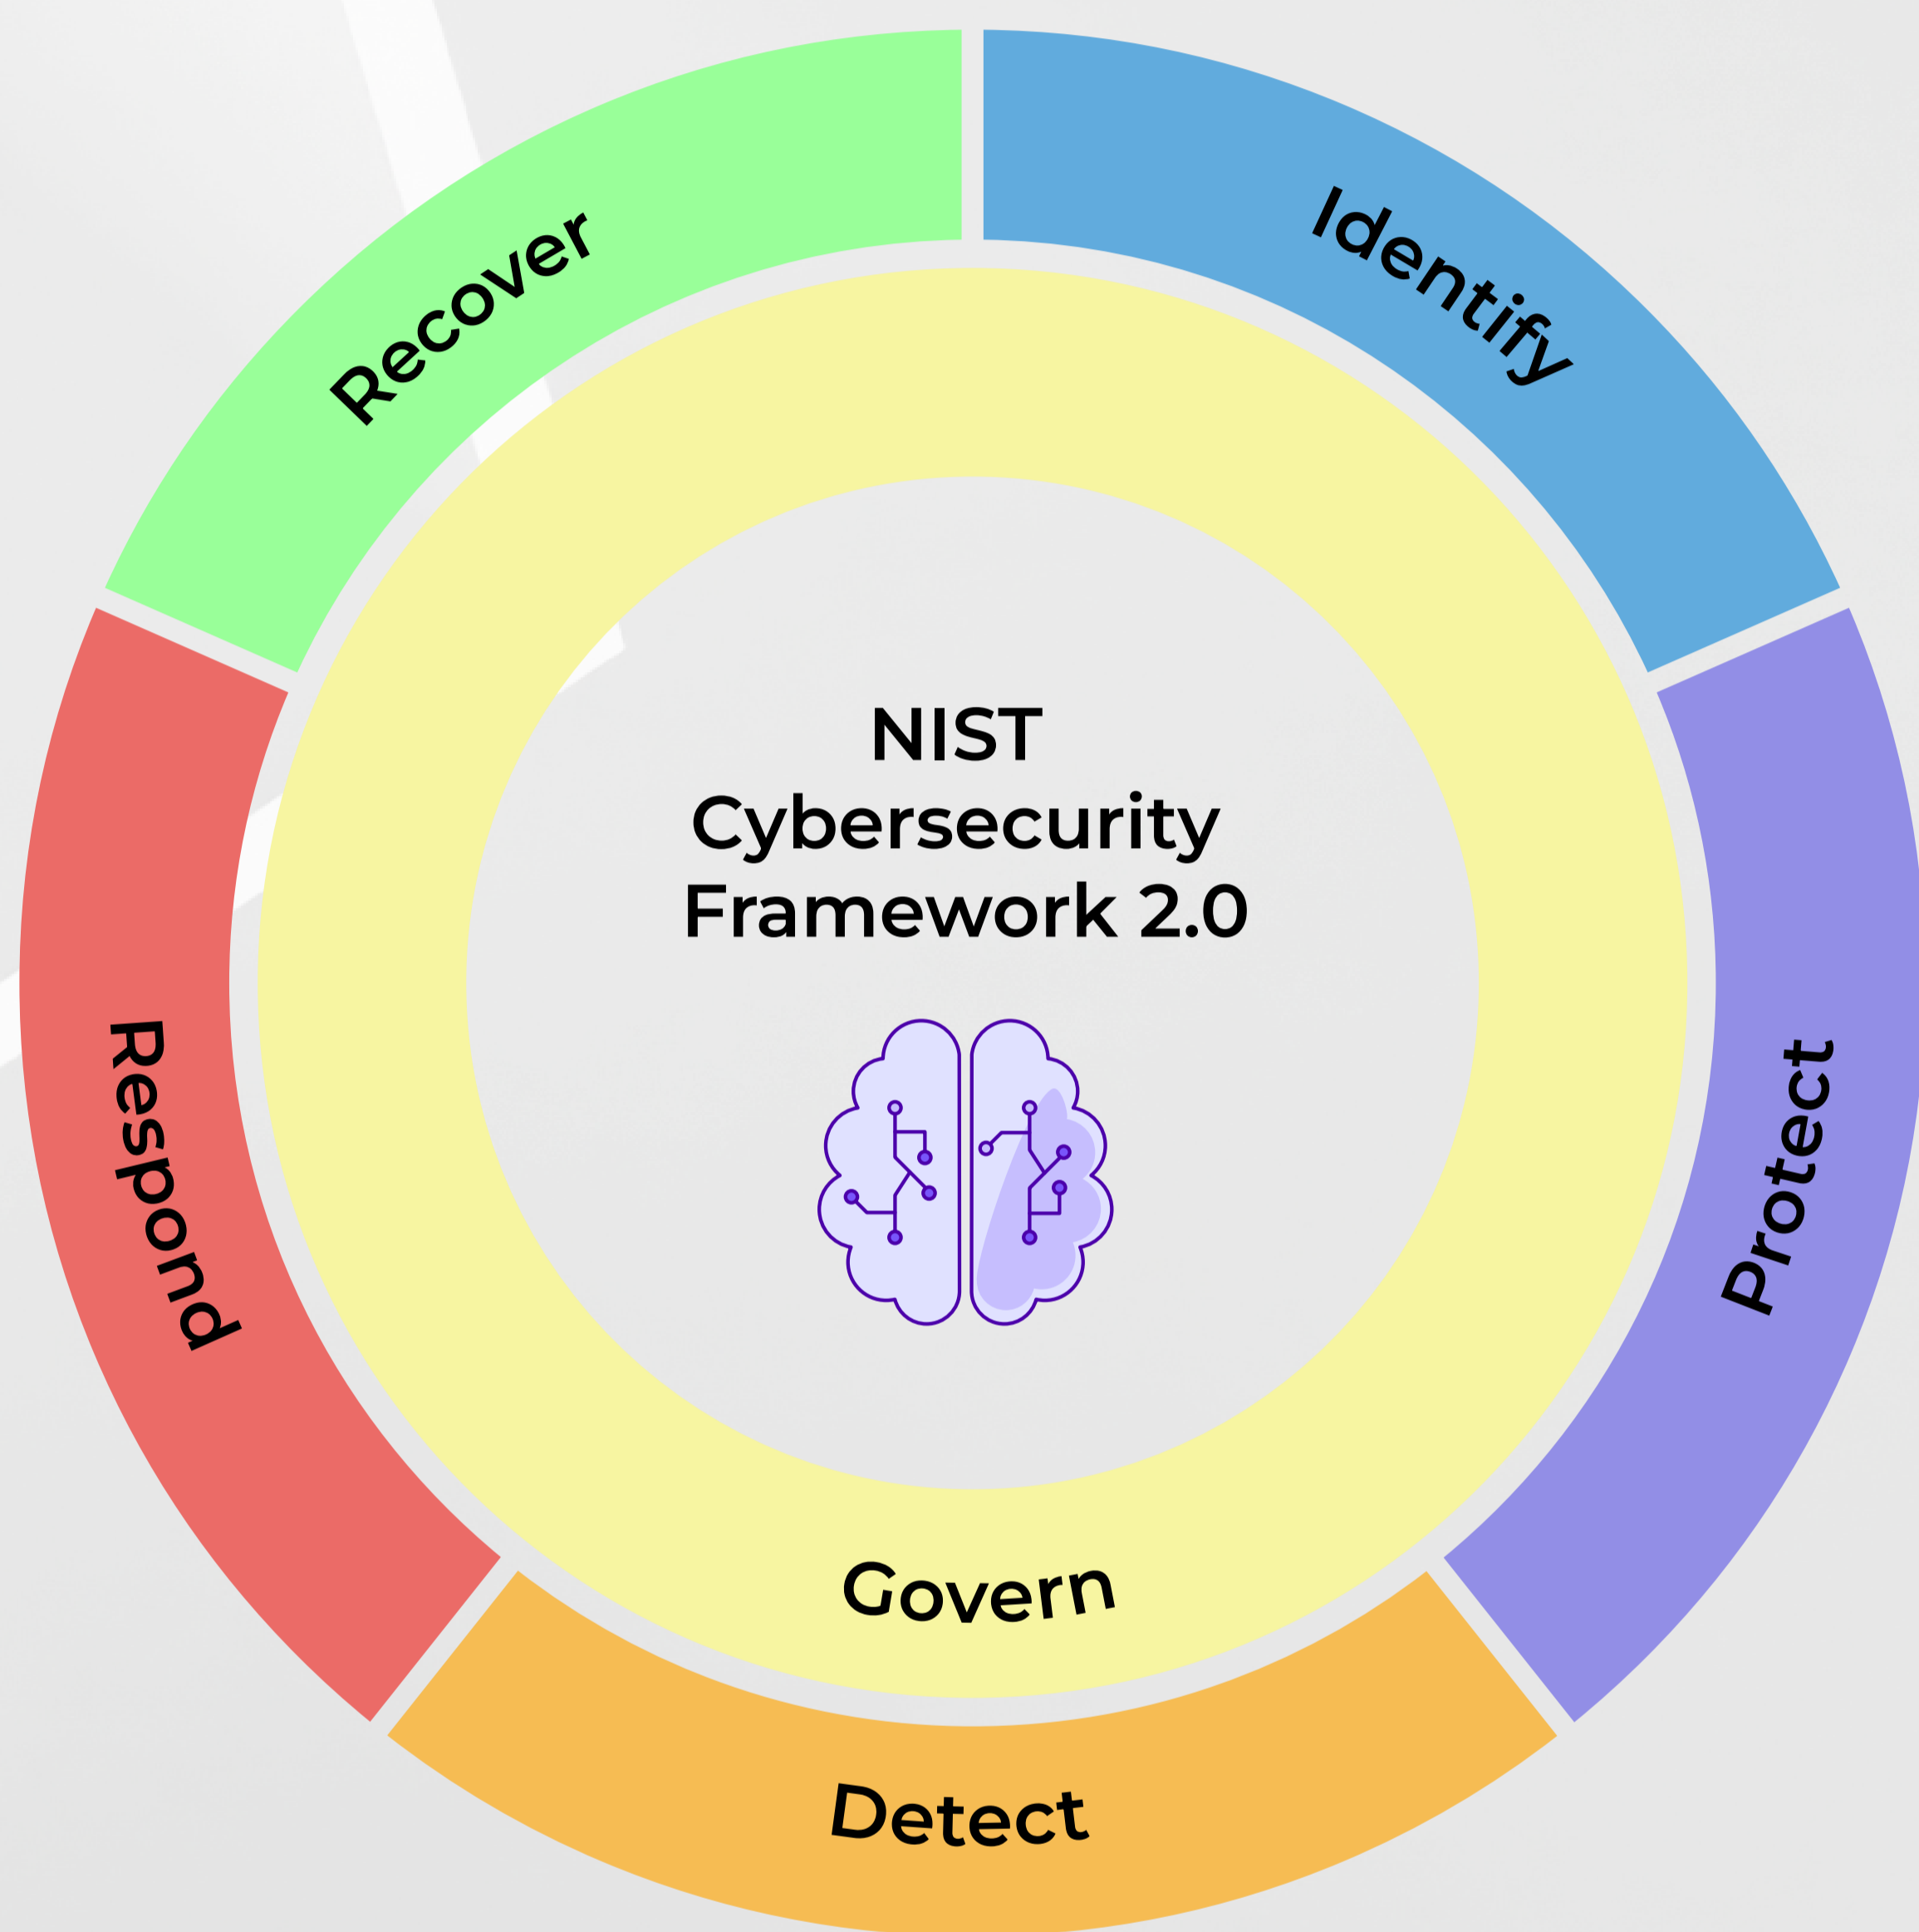 Recover
Identify
NIST
Cybersecurity
Framework 2.0
Respond
Protect
Govern
Detect